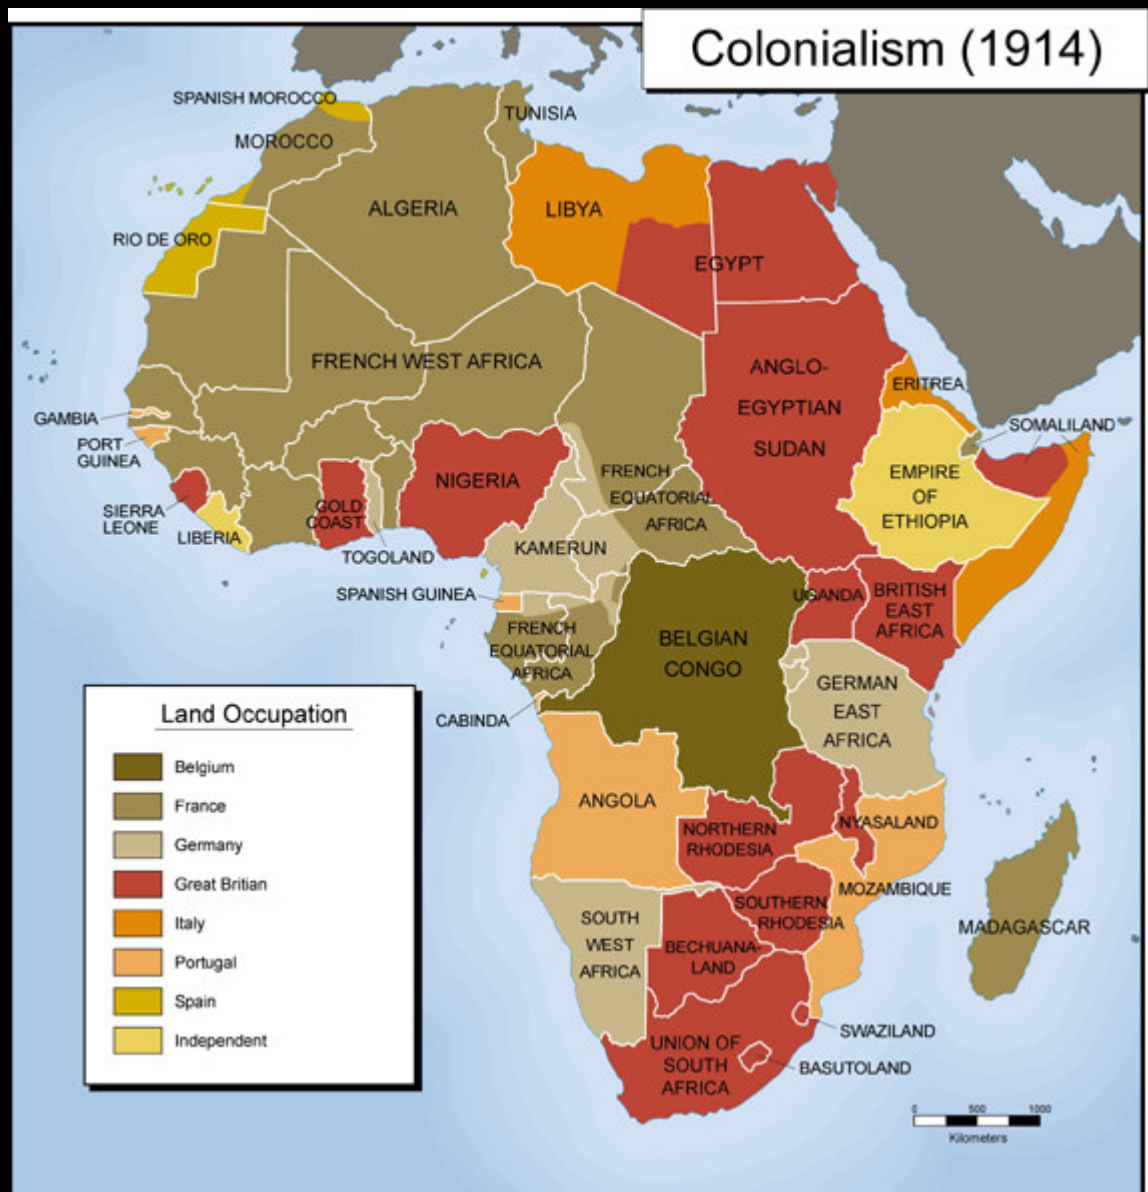 Colonialism (1914)
SPANISH MOROCCO
TUNISIA
MOROCCO
ALGERIA
LIBYA
RIO DE ORO
EGYPT
FRENCH WEST AFRICA
ANGLO-
EGYPTIAN
SUDAN
ERITREA
GAMBIA
SOMALILAND
PORT
GUINEA
NIGERIA
FRENCH
EQUATORIAL
AFRICA
EMPIRE
OF
ETHIOPIA
SIERRA
LEONE
GOLD
COAST
LIBERIA
TOGOLAND
KAMERUN
SPANISH GUINEA
UGANDA
BRITISH
EAST
AFRICA
FRENCH
EQUATORIAL
AFRICA
BELGIAN
CONGO
GERMAN
EAST
AFRICA
CABINDA
ANGOLA
NORTHERN
RHODESIA
NYASALAND
MOZAMBIQUE
SOUTHERN
RHODESIA
MADAGASCAR
SOUTH
WEST
AFRICA
BECHUANA-
LAND
SWAZILAND
UNION OF
SOUTH
AFRICA
BASUTOLAND
Land Occupation
Belgium
France
Germany
Great Britian
Italy
Portugal
Spain
Independent
0 500 1000
Kilometers